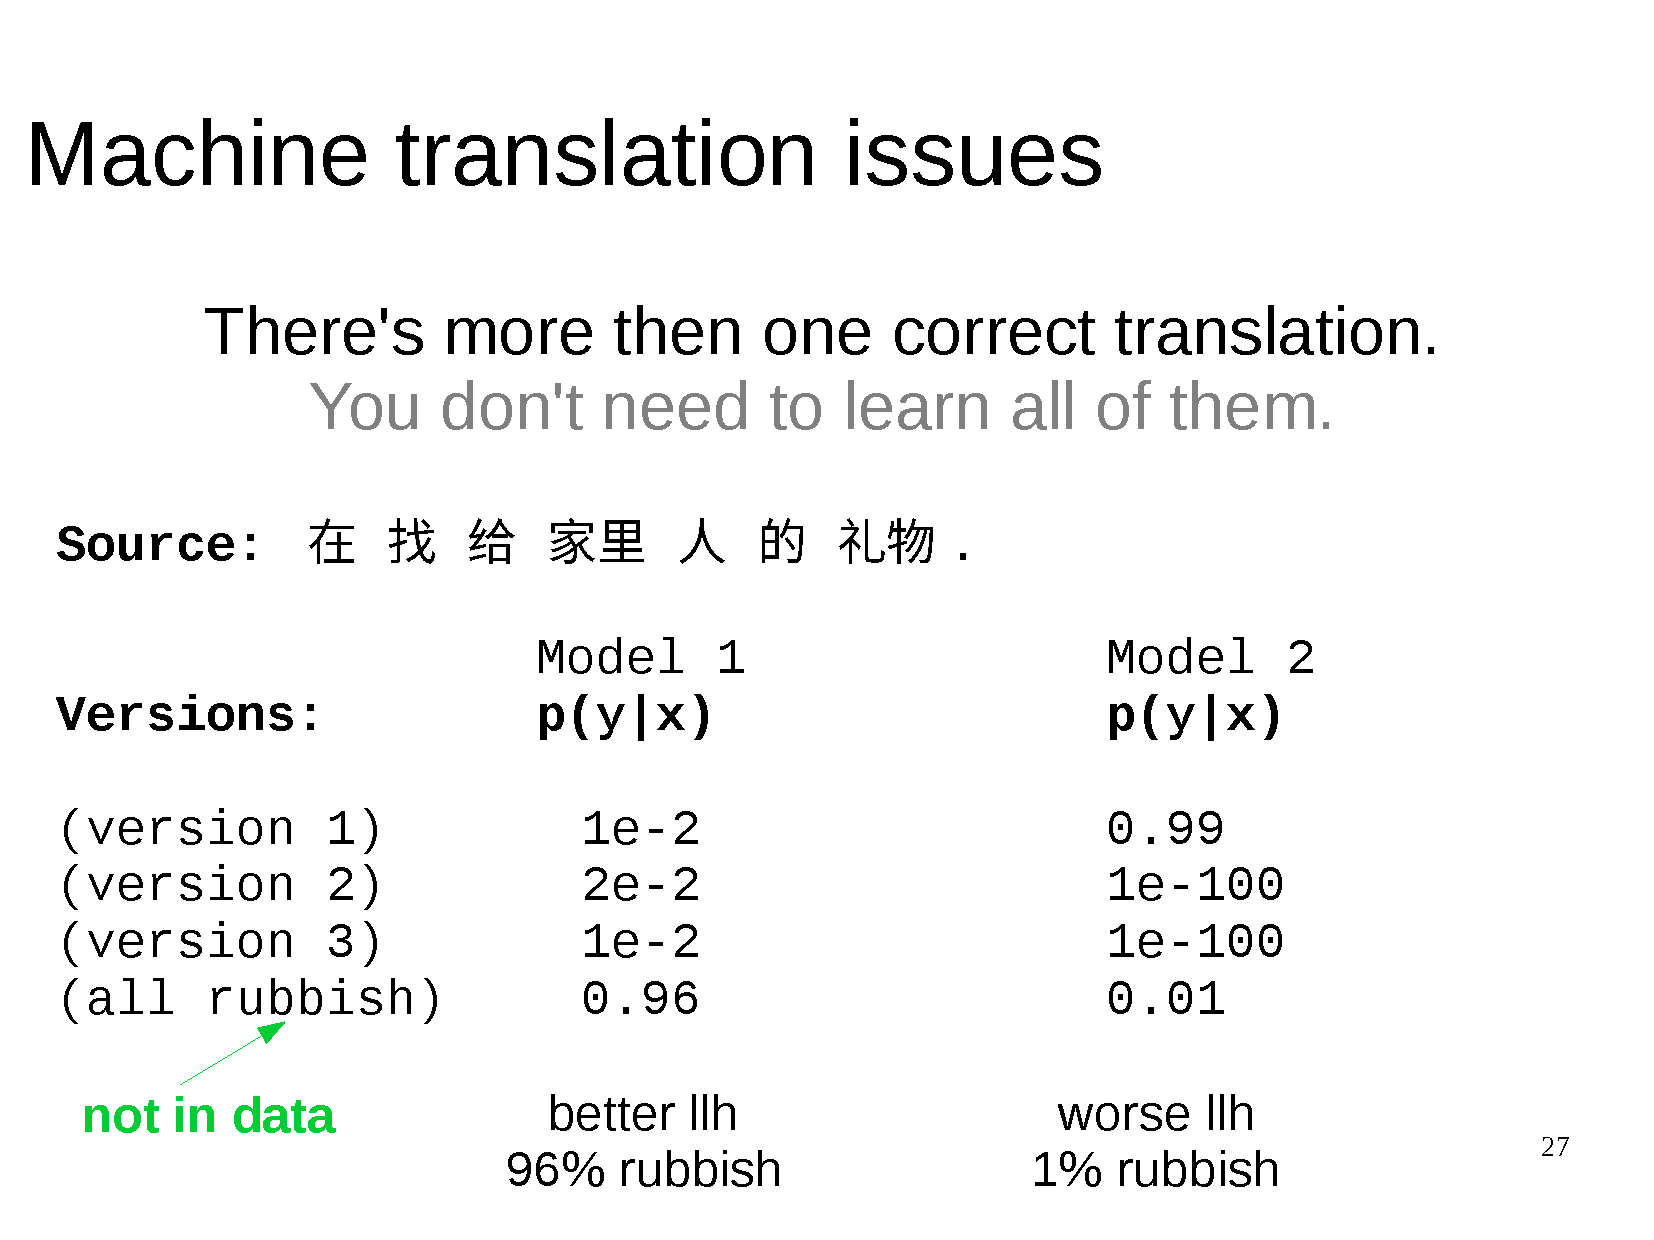 Machine translation issues
There's more then one correct translation.
You don't need to learn all of them.
Source: 在 找 给 家里 人 的 礼物 .
Model 1 Model 2
Versions: p(y|x) p(y|x)
(version 1) 1e-2 0.99
(version 2) 2e-2 1e-100
(version 3) 1e-2 1e-100
(all rubbish) 0.96 0.01
not in data better llh worse llh
96% rubbish 1% rubbish
27